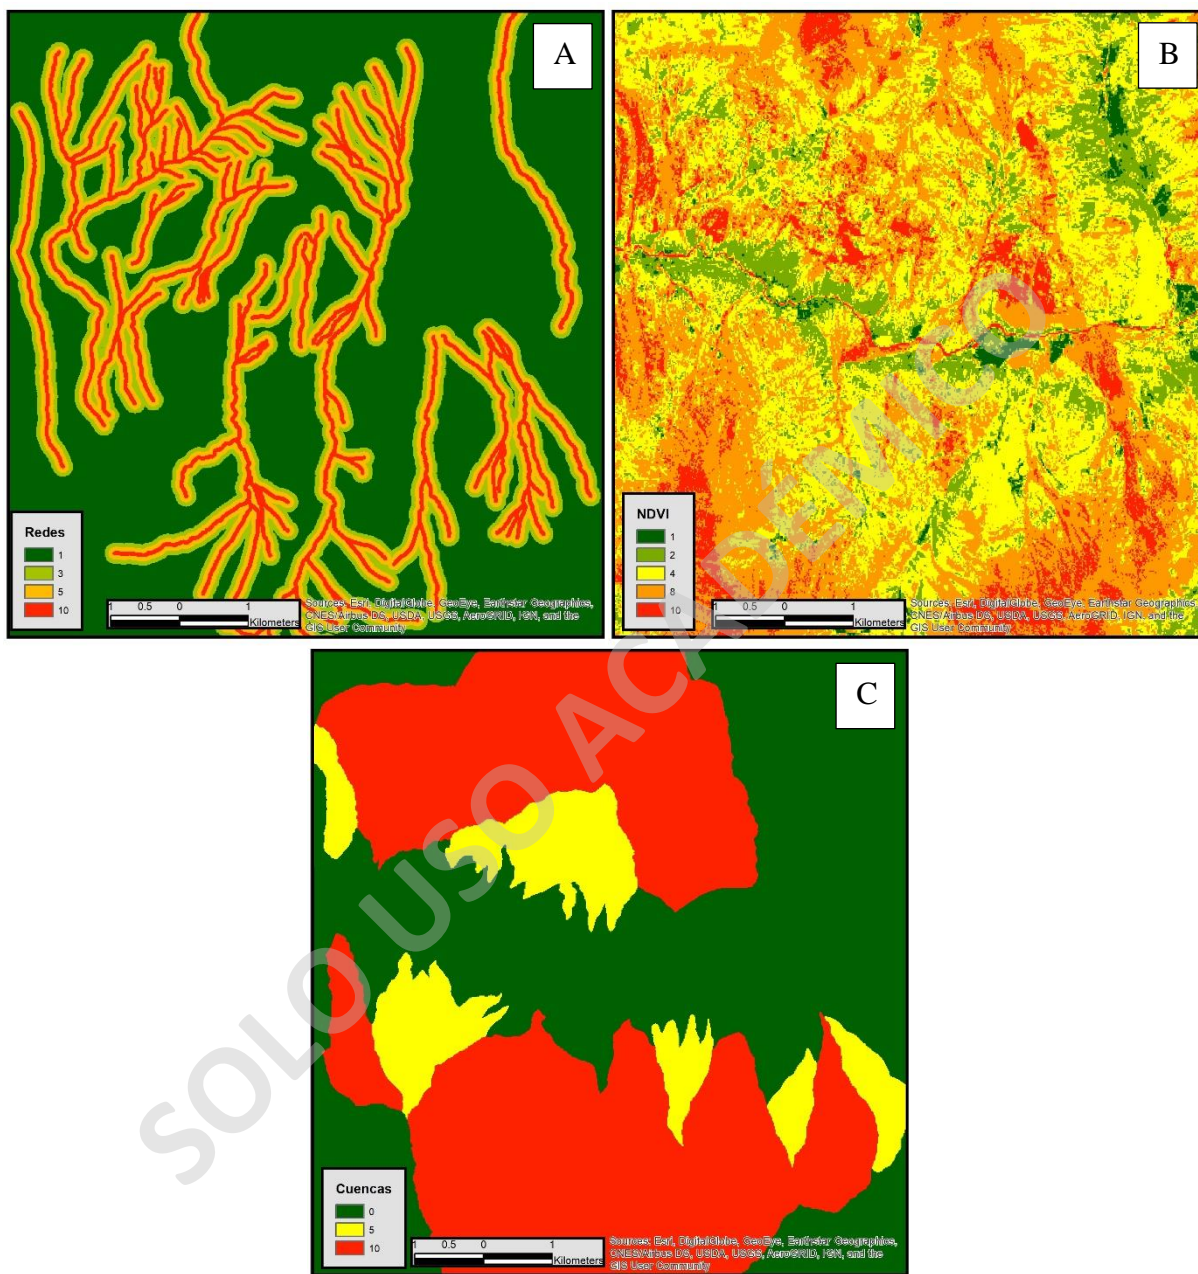 A
Redes
1
3
5
10
1 0.5 0 1
Kilometers
Sources: Esri, DigitalGlobe, GeoEye, Earthstar Geographics,
CNES/Airbus DS, USDA, USGS, AeroGRID, IGN, and the
GIS User Community
B
NDVI
1
2
4
8
10
1 0.5 0 1
Kilometers
Sources: Esri, DigitalGlobe, GeoEye, Earthstar Geographics,
CNES/Airbus DS, USDA, USGS, AeroGRID, IGN, and the
GIS User Community
C
Cuencas
0
5
10
1 0.5 0 1
Kilometers
Sources: Esri, DigitalGlobe, GeoEye, Earthstar Geographics,
CNES/Airbus DS, USDA, USGS, AeroGRID, IGN, and the
GIS User Community
SOLO USO ACADÉMICO